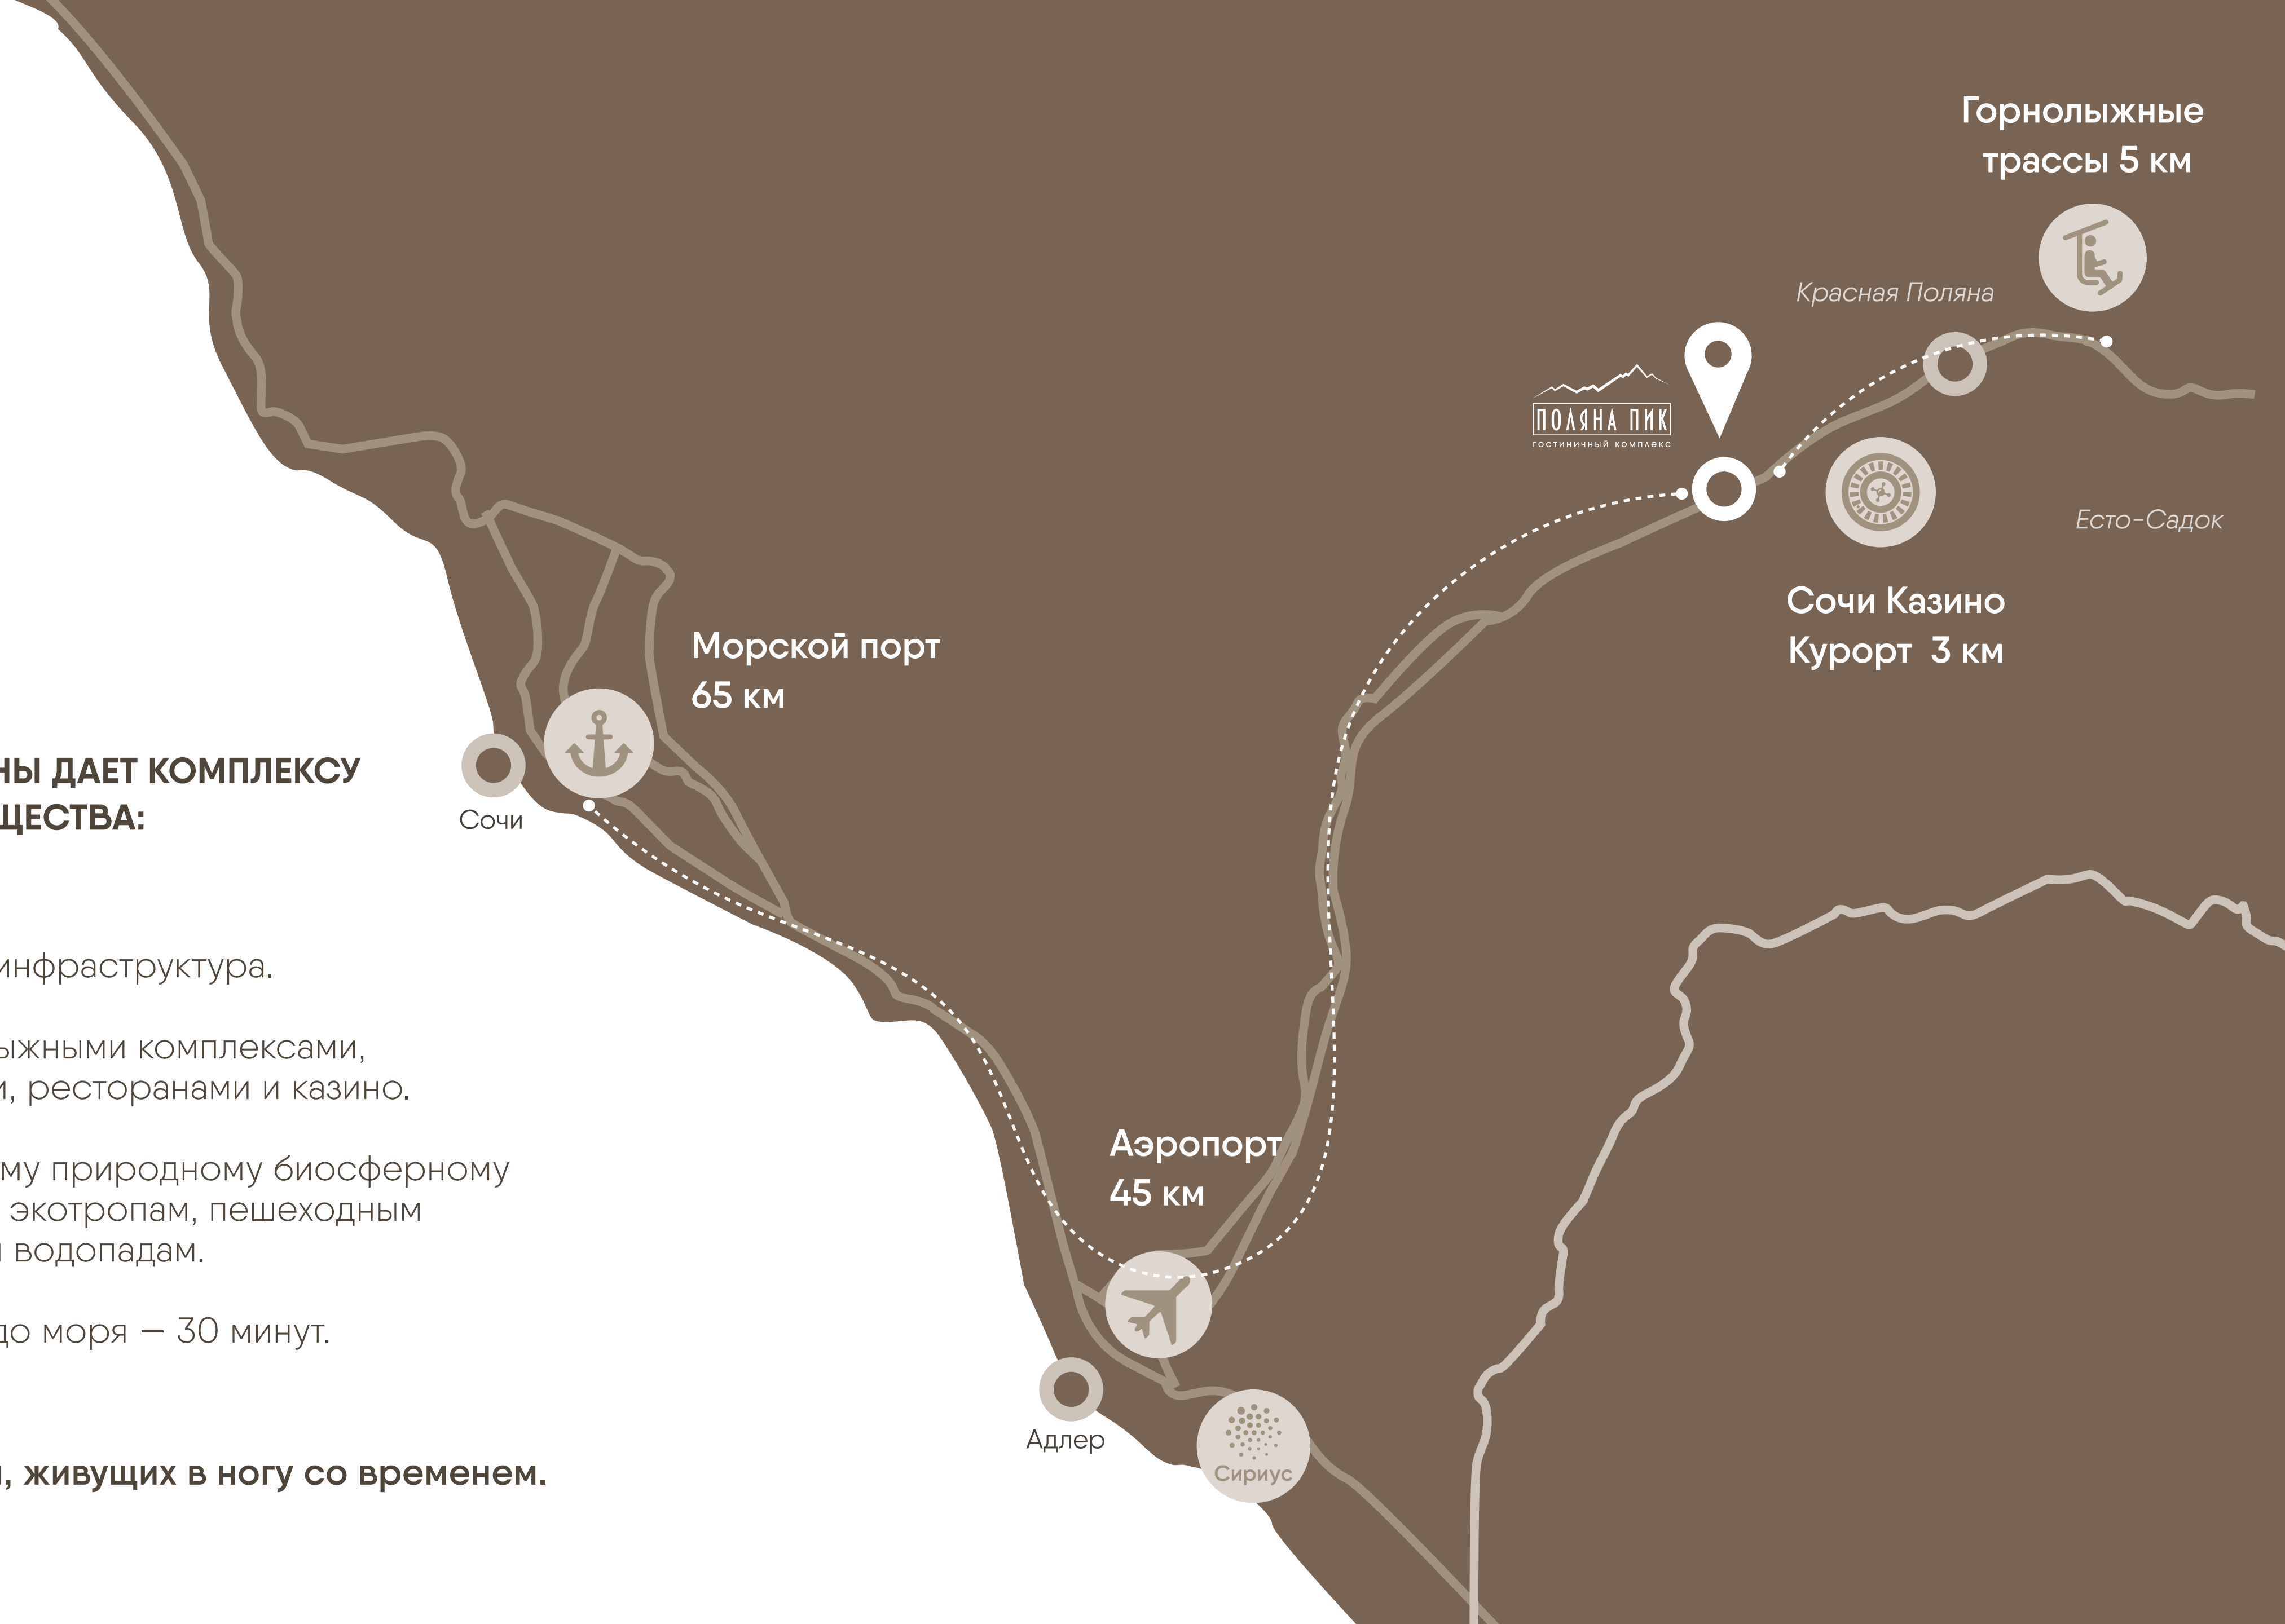 Горнолыжные
трассы 5 км
Красная Поляна
ПОЛЯНА ПИК
гостиничный комплекс
Есто-Садок
Сочи Казино
Курорт 3 км
Морской порт
65 км
Сочи
Аэропорт
45 км
Адлер
Сириус
НЫ ДАЕТ КОМПЛЕКСУ
ЩЕСТВА:
инфраструктура.
ыжными комплексами,
и, ресторанами и казино.
му природному биосферному
экотропам, пешеходным
водопадам.
до моря — 30 минут.
, живущих в ногу со временем.